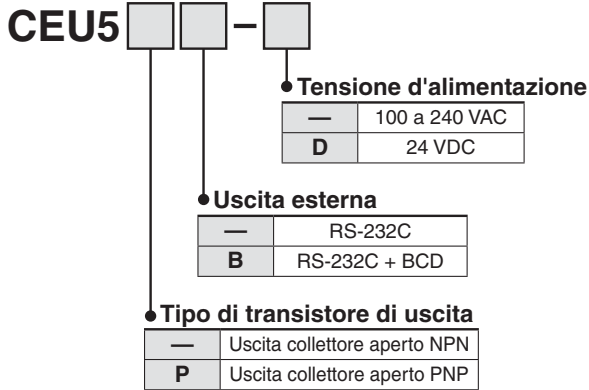 CEU5 –
Tensione d'alimentazione
— 100 a 240 VAC
D 24 VDC
Uscita esterna
— RS-232C
B RS-232C + BCD
Tipo di transistore di uscita
— Uscita collettore aperto NPN
P Uscita collettore aperto PNP